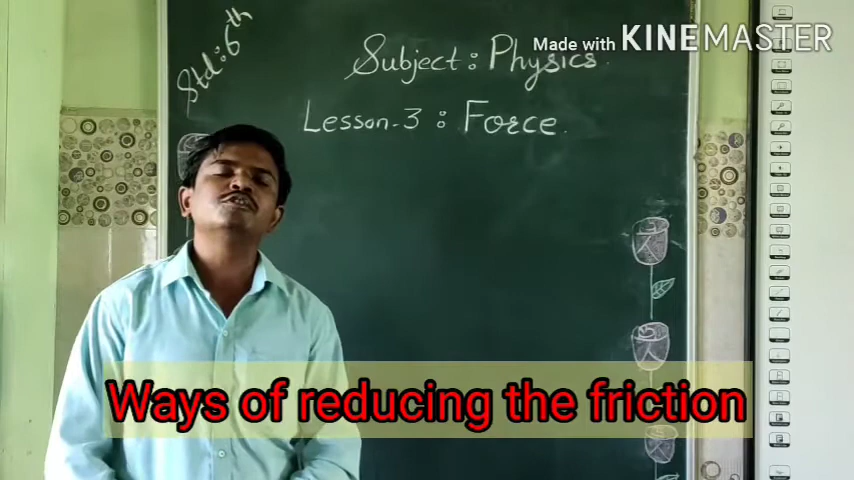 Made with KINEMASTER
Std: 6th
Subject : Physics
Lesson-3 : Force
Ways of reducing the friction